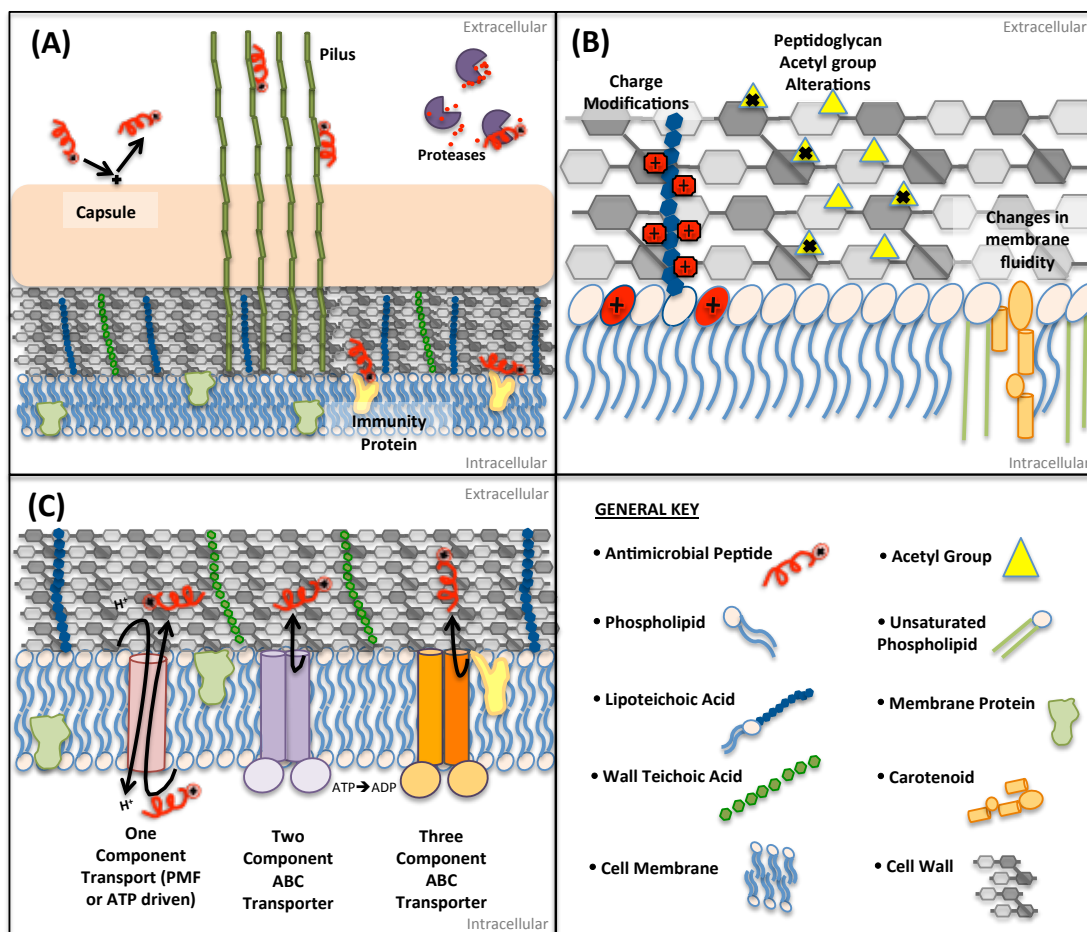 (A)
Extracellular
Pilus
Proteases
Capsule
Immunity
Protein
Intracellular
(B)
Extracellular
Peptidoglycan
Acetyl group
Alterations
Charge
Modifications
Changes in
membrane
fluidity
Intracellular
(C)
Extracellular
H⁺
H⁺
ATP➔ADP
One
Component
Transport (PMF
or ATP driven)
Two
Component
ABC
Transporter
Three
Component
ABC
Transporter
Intracellular
GENERAL KEY
• Antimicrobial Peptide
• Acetyl Group
• Phospholipid
• Unsaturated
Phospholipid
• Lipoteichoic Acid
• Membrane Protein
• Wall Teichoic Acid
• Carotenoid
• Cell Membrane
• Cell Wall